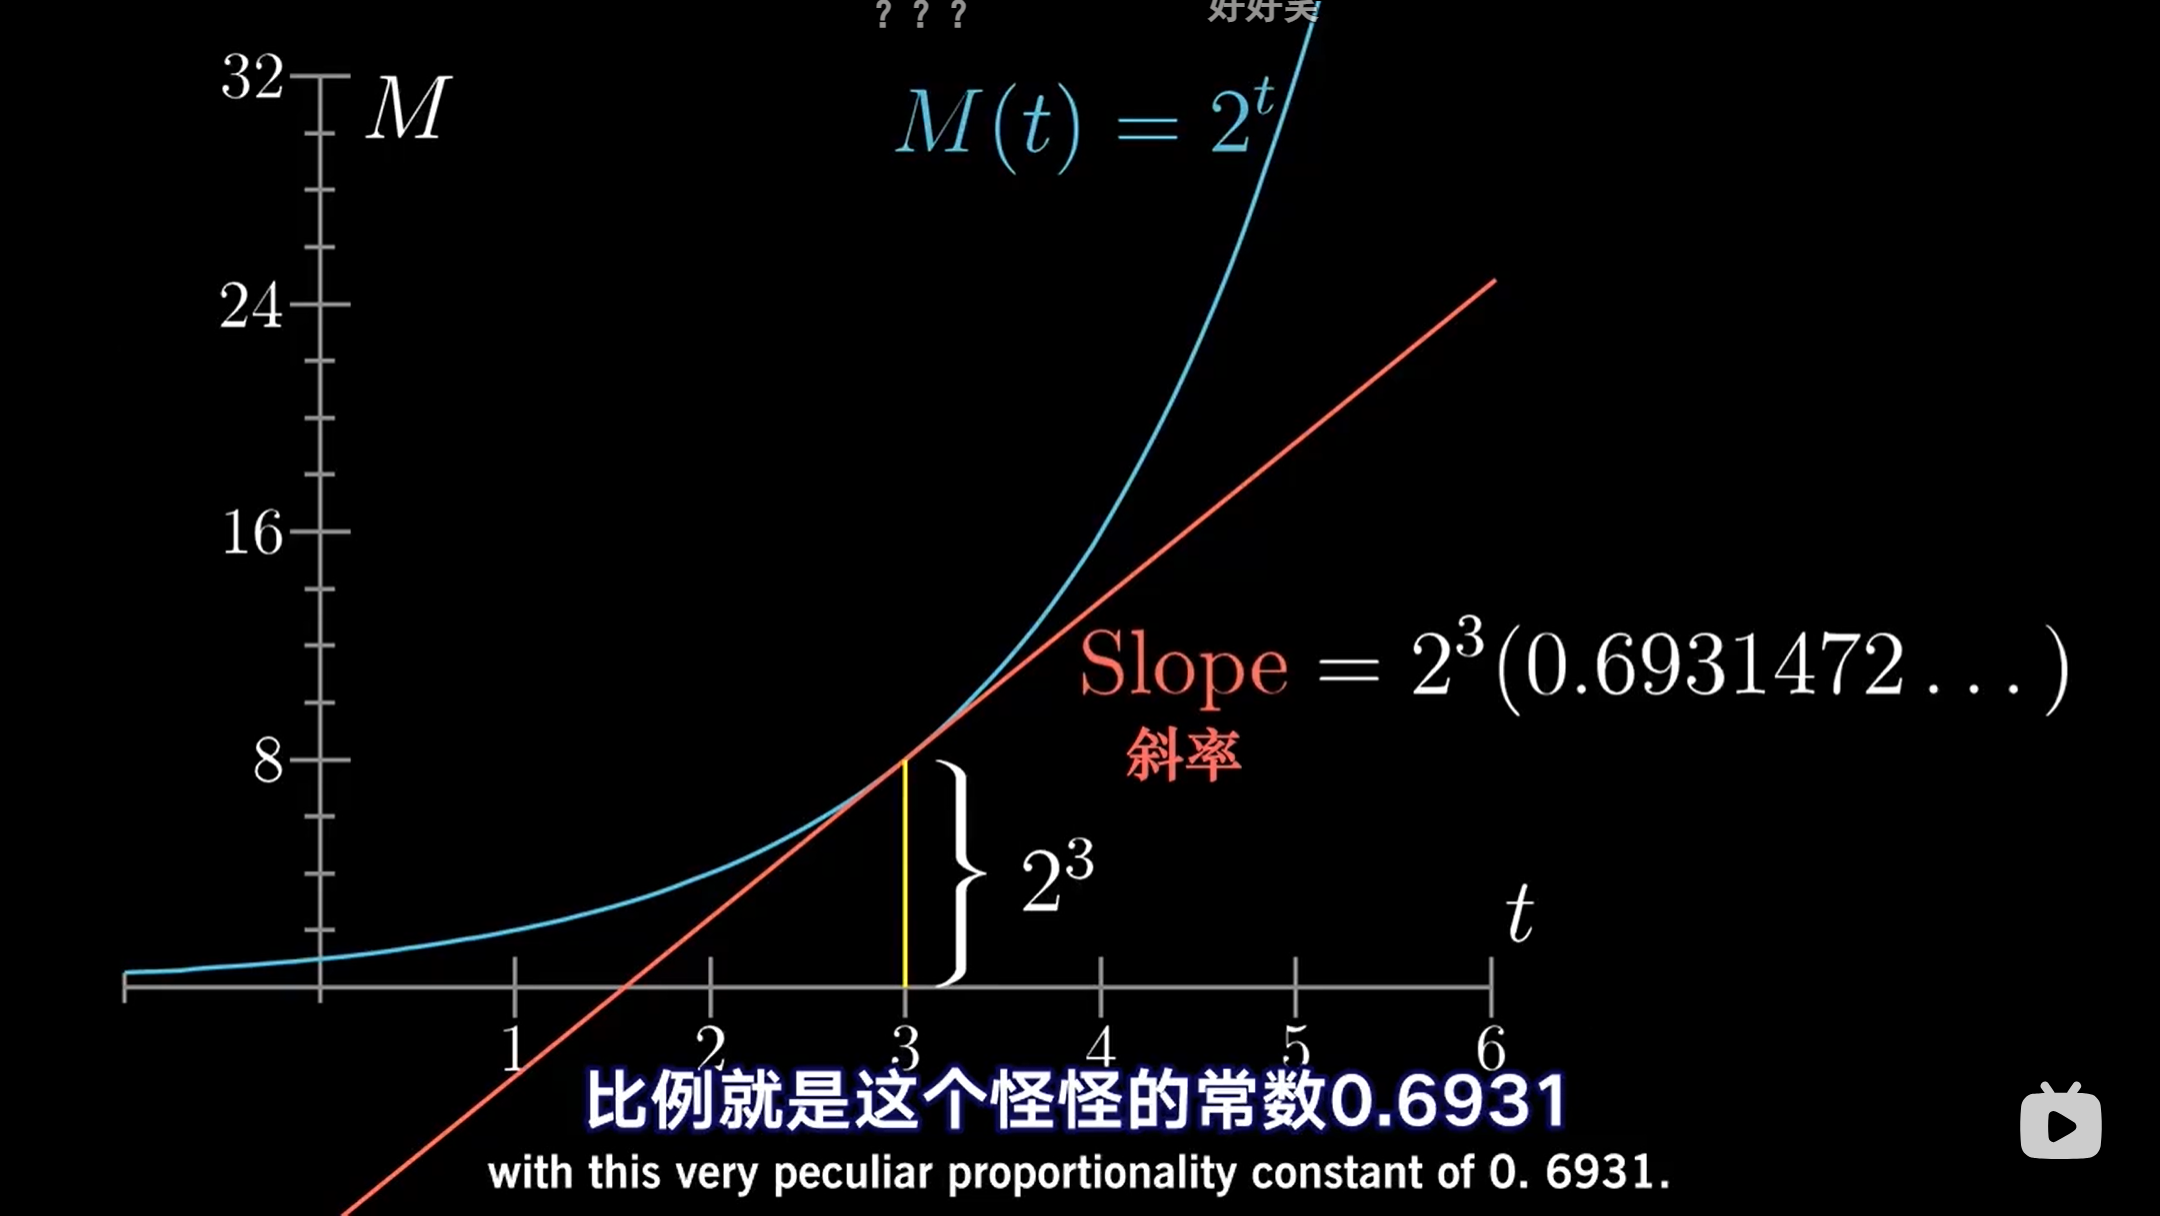 ? ? ?
好好笑
32
M
M(t) = 2^t
24
16
Slope = 2^3(0.6931472...)
斜率
8
2^3
t
1 2 3 4 5 6
比例就是这个怪怪的常数0.6931
with this very peculiar proportionality constant of 0. 6931.